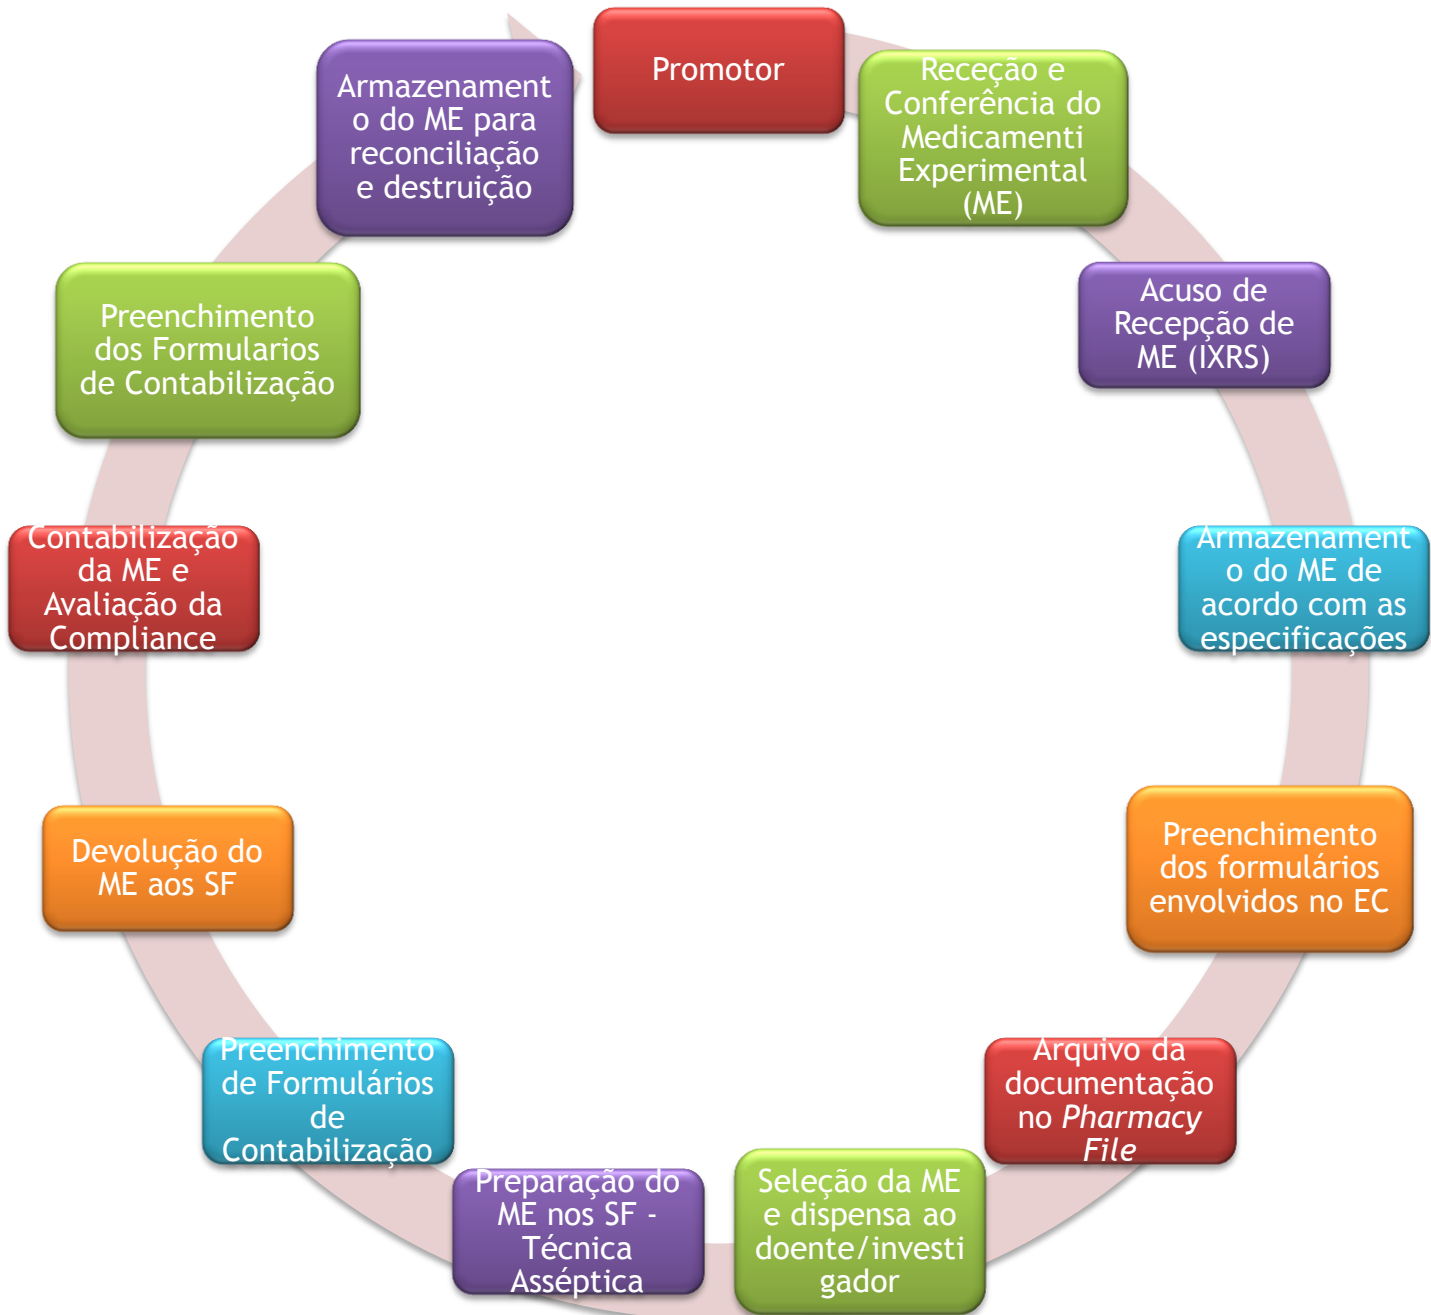 Promotor
Receção e
Conferência do
Medicamenti
Experimental
(ME)
Acuso de
Recepção de
ME (IXRS)
Armazenament
o do ME de
acordo com as
especificações
Preenchimento
dos formulários
envolvidos no EC
Arquivo da
documentação
no Pharmacy
File
Seleção da ME
e dispensa ao
doente/investi
gador
Preparação do
ME nos SF -
Técnica
Asséptica
Preenchimento
de Formulários
de
Contabilização
Devolução do
ME aos SF
Contabilização
da ME e
Avaliação da
Compliance
Preenchimento
dos Formularios
de Contabilização
Armazenament
o do ME para
reconciliação
e destruição